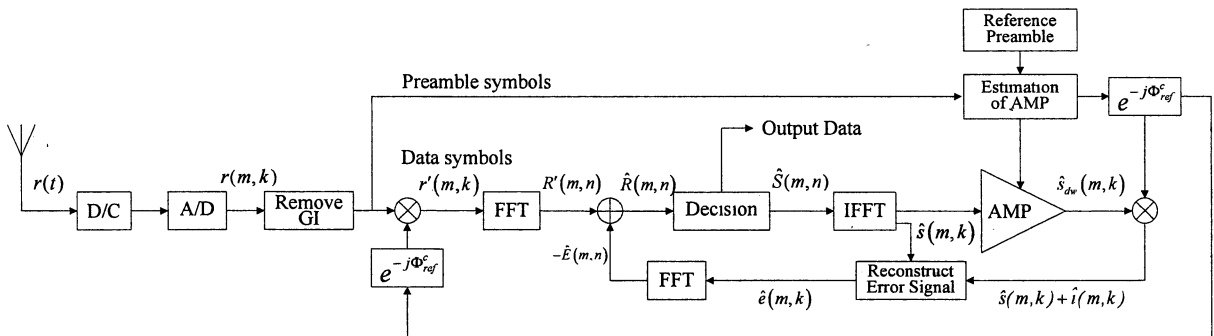 Reference
Preamble
Preamble symbols
Estimation
of AMP
e^{-jΦ^c_{ref}}
Output Data
Data symbols
r(t)
r(m,k)
r'(m,k)
R'(m,n)
R̂(m,n)
Ŝ(m,n)
ŝ_{dw}(m,k)
D/C
A/D
Remove
GI
FFT
Decision
IFFT
AMP
ŝ(m,k)
e^{-jΦ^c_{ref}}
-Ê(m,n)
FFT
Reconstruct
Error Signal
ê(m,k)
ŝ(m,k)+î(m,k)